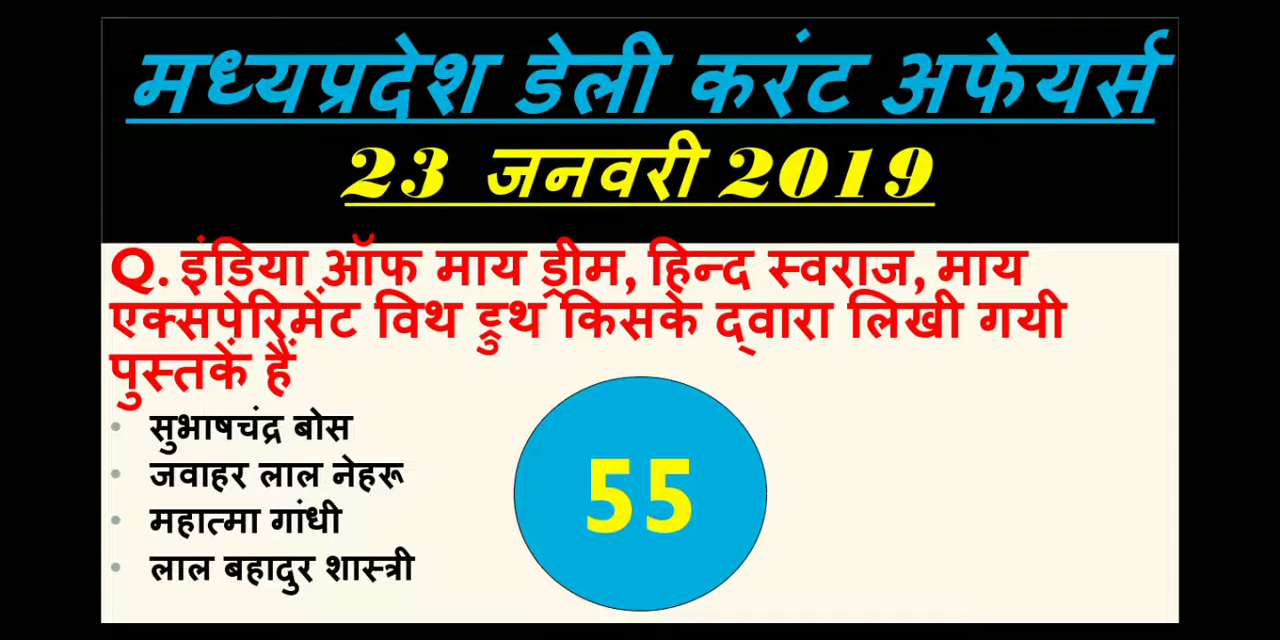 मध्यप्रदेश डेली करंट अफेयर्स
23 जनवरी 2019
Q. इंडिया ऑफ माय ड्रीम, हिन्द स्वराज, माय
एक्सपेरिमेंट विथ ट्रुथ किसके द्वारा लिखी गयी
पुस्तकें हैं
• सुभाषचंद्र बोस
• जवाहर लाल नेहरू
• महात्मा गांधी
• लाल बहादुर शास्त्री
55